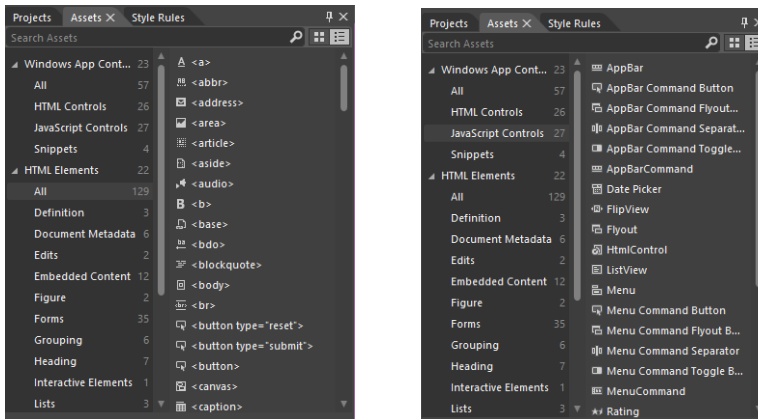 Projects Assets × Style Rules
Search Assets
Windows App Cont... 23
All 57
HTML Controls 26
JavaScript Controls 27
Snippets 4
HTML Elements 22
All 129
Definition 3
Document Metadata 6
Edits 2
Embedded Content 12
Figure 2
Forms 35
Grouping 6
Heading 7
Interactive Elements 1
Lists 3
<a>
<abbr>
<address>
<area>
<article>
<aside>
<audio>
<b>
<base>
<bdo>
<blockquote>
<body>
<br>
<button type="reset">
<button type="submit">
<button>
<canvas>
<caption>
Projects Assets × Style Rules
Search Assets
Windows App Cont... 23
All 57
HTML Controls 26
JavaScript Controls 27
Snippets 4
HTML Elements 22
All 129
Definition 3
Document Metadata 6
Edits 2
Embedded Content 12
Figure 2
Forms 35
Grouping 6
Heading 7
Interactive Elements 1
Lists 3
AppBar
AppBar Command Button
AppBar Command Flyout...
AppBar Command Separat...
AppBar Command Toggle...
AppBarCommand
Date Picker
FlipView
Flyout
HtmlControl
ListView
Menu
Menu Command Button
Menu Command Flyout B...
Menu Command Separator
Menu Command Toggle B...
MenuCommand
Rating